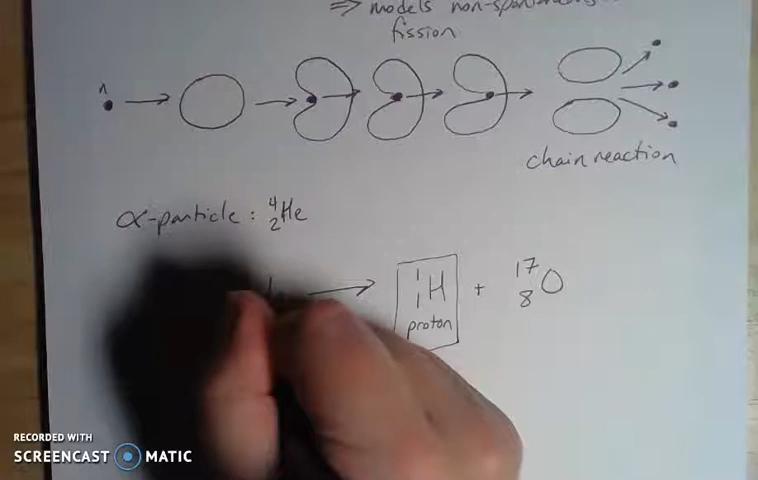 ⇒ models
fission
n
chain reaction
α-particle : ⁴₂He
→ ¹₁H + ¹⁷₈O
proton
RECORDED WITH
SCREENCAST MATIC